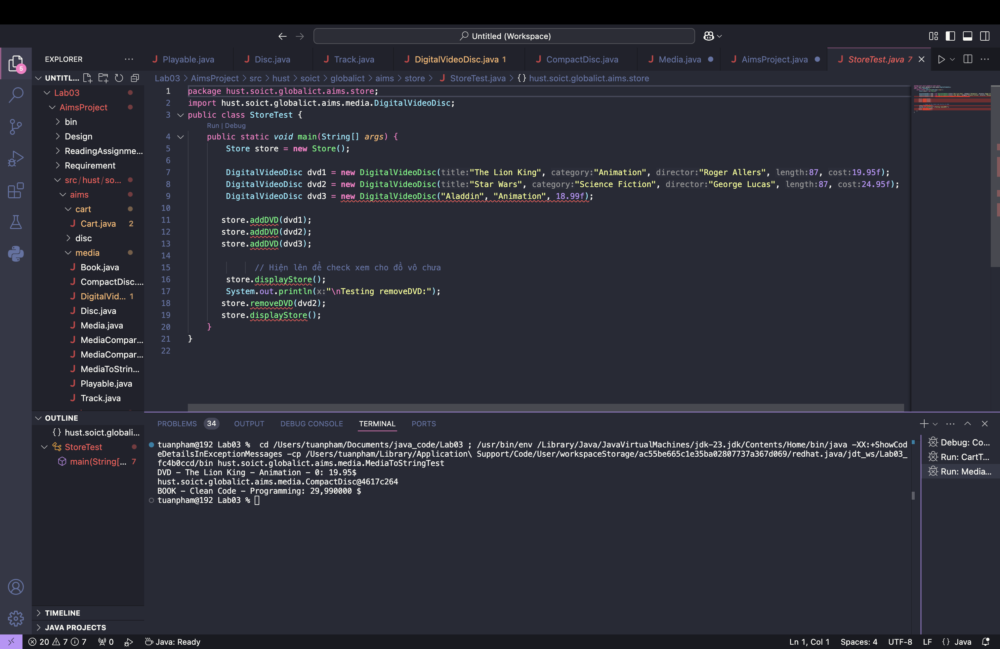 Untitled (Workspace)
5
EXPLORER
Playable.java
Disc.java
Track.java
DigitalVideoDisc.java 1
CompactDisc.java
Media.java
AimsProject.java
StoreTest.java 7
UNTITL...
Lab03 > AimsProject > src > hust > soict > globalict > aims > store > StoreTest.java > {} hust.soict.globalict.aims.store
Lab03
AimsProject
bin
Design
ReadingAssignme...
Requirement
src/hust/so...
aims
cart
Cart.java 2
disc
media
Book.java
CompactDisc....
DigitalVid... 1
Disc.java
Media.java
MediaCompar...
MediaCompar...
MediaToStrin...
Playable.java
Track.java
OUTLINE
{} hust.soict.globali...
StoreTest
main(String[... 7
TIMELINE
JAVA PROJECTS
1 package hust.soict.globalict.aims.store;
2 import hust.soict.globalict.aims.media.DigitalVideoDisc;
3 public class StoreTest {
Run | Debug
4 public static void main(String[] args) {
5 Store store = new Store();
6
7 DigitalVideoDisc dvd1 = new DigitalVideoDisc(title:"The Lion King", category:"Animation", director:"Roger Allers", length:87, cost:19.95f);
8 DigitalVideoDisc dvd2 = new DigitalVideoDisc(title:"Star Wars", category:"Science Fiction", director:"George Lucas", length:87, cost:24.95f);
9 DigitalVideoDisc dvd3 = new DigitalVideoDisc("Aladdin", "Animation", 18.99f);
10
11 store.addDVD(dvd1);
12 store.addDVD(dvd2);
13 store.addDVD(dvd3);
14
15 // Hiện lên để check xem cho đồ vô chưa
16 store.displayStore();
17 System.out.println(x:"\nTesting removeDVD:");
18 store.removeDVD(dvd2);
19 store.displayStore();
20 }
21 }
22
PROBLEMS 34 OUTPUT DEBUG CONSOLE TERMINAL PORTS
tuanpham@192 Lab03 % cd /Users/tuanpham/Documents/java_code/Lab03 ; /usr/bin/env /Library/Java/JavaVirtualMachines/jdk-23.jdk/Contents/Home/bin/java -XX:+ShowCod
eDetailsInExceptionMessages -cp /Users/tuanpham/Library/Application\ Support/Code/User/workspaceStorage/ac55be665c1e35ba02807737a367d069/redhat.java/jdt_ws/Lab03_
fc4b0ccd/bin hust.soict.globalict.aims.media.MediaToStringTest
DVD - The Lion King - Animation - 0: 19.95$
hust.soict.globalict.aims.media.CompactDisc@4617c264
BOOK - Clean Code - Programming: 29,990000 $
tuanpham@192 Lab03 %
Debug: Co...
Run: CartT...
Run: Media...
20 7 7 0 Java: Ready
Ln 1, Col 1 Spaces: 4 UTF-8 LF {} Java